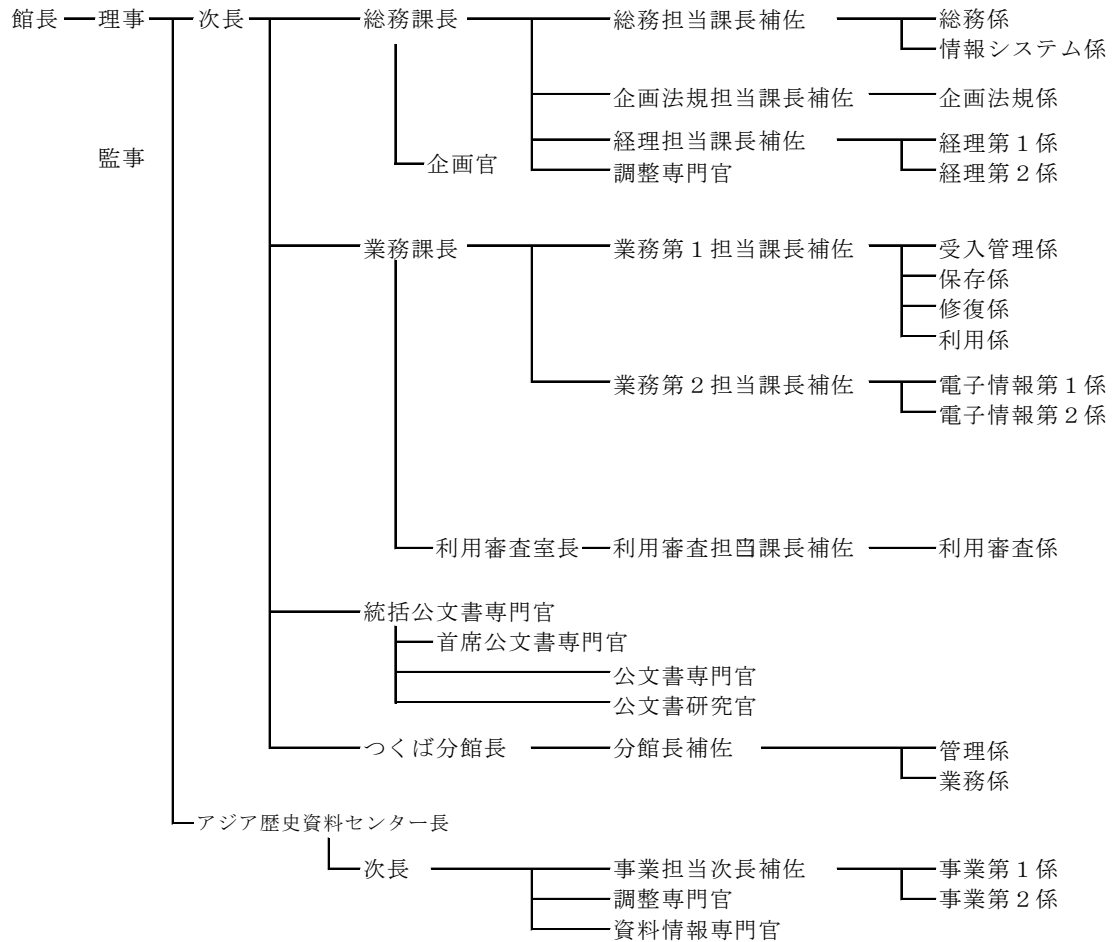 館長 理事 次長 総務課長 総務担当課長補佐 総務係
情報システム係
企画法規担当課長補佐 企画法規係
経理担当課長補佐 経理第１係
監事 企画官 調整専門官 経理第２係
業務課長 業務第１担当課長補佐 受入管理係
保存係
修復係
利用係
業務第２担当課長補佐 電子情報第１係
電子情報第２係
利用審査室長 利用審査担当課長補佐 利用審査係
統括公文書専門官
首席公文書専門官
公文書専門官
公文書研究官
つくば分館長 分館長補佐 管理係
業務係
アジア歴史資料センター長
次長 事業担当次長補佐 事業第１係
調整専門官 事業第２係
資料情報専門官